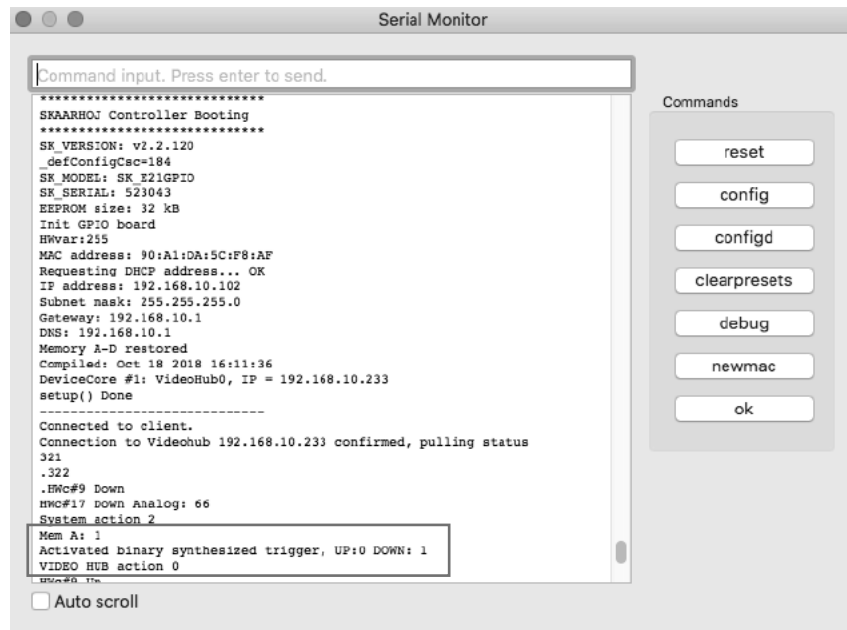 Serial Monitor
Command input. Press enter to send.
******************************
SKAARHOJ Controller Booting
******************************
SK_VERSION: v2.2.120
_defConfigCsc=184
SK_MODEL: SK_E21GPIO
SK_SERIAL: 523043
EEPROM size: 32 kB
Init GPIO board
HWvar:255
MAC address: 90:A1:DA:5C:F8:AF
Requesting DHCP address... OK
IP address: 192.168.10.102
Subnet mask: 255.255.255.0
Gateway: 192.168.10.1
DNS: 192.168.10.1
Memory A-D restored
Compiled: Oct 18 2018 16:11:36
DeviceCore #1: VideoHub0, IP = 192.168.10.233
setup() Done
------------------------------
Connected to client.
Connection to Videohub 192.168.10.233 confirmed, pulling status
321
.322
.HWc#9 Down
HWc#17 Down Analog: 66
System action 2
Mem A: 1
Activated binary synthesized trigger, UP:0 DOWN: 1
VIDEO HUB action 0
HWc#9 Up
Auto scroll
Commands
reset
config
configd
clearpresets
debug
newmac
ok